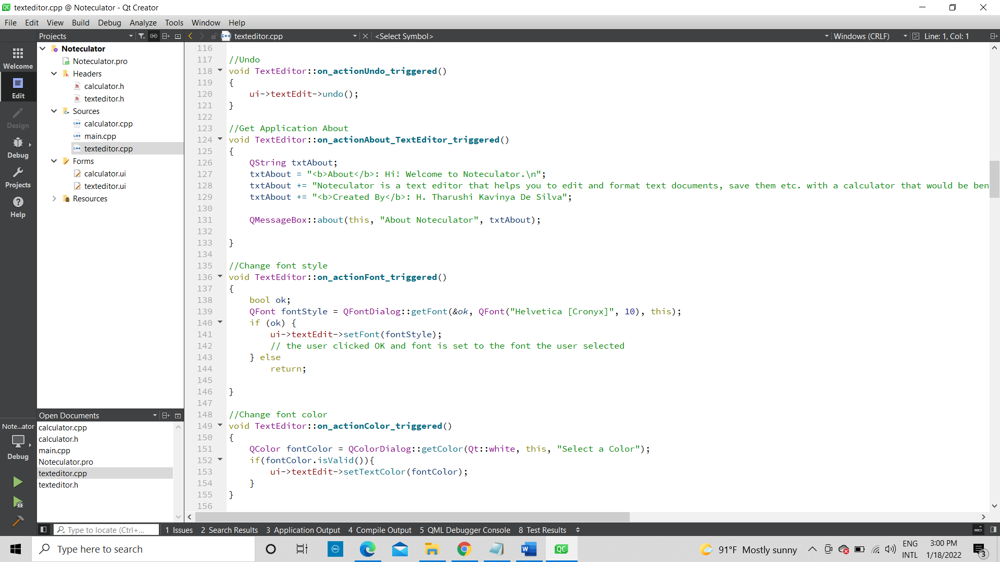 texteditor.cpp @ Noteculator - Qt Creator
File Edit View Build Debug Analyze Tools Window Help
Projects
texteditor.cpp
<Select Symbol>
Windows (CRLF)
Line: 1, Col: 1
Welcome
Edit
Design
Debug
Projects
Help
Noteculator
Noteculator.pro
Headers
calculator.h
texteditor.h
Sources
calculator.cpp
main.cpp
texteditor.cpp
Forms
calculator.ui
texteditor.ui
Resources
116
117 //Undo
118 void TextEditor::on_actionUndo_triggered()
119 {
120 ui->textEdit->undo();
121 }
122
123 //Get Application About
124 void TextEditor::on_actionAbout_TextEditor_triggered()
125 {
126 QString txtAbout;
127 txtAbout = "<b>About</b>: Hi! Welcome to Noteculator.\n";
128 txtAbout += "Noteculator is a text editor that helps you to edit and format text documents, save them etc. with a calculator that would be ben
129 txtAbout += "<b>Created By</b>: H. Tharushi Kavinya De Silva";
130
131 QMessageBox::about(this, "About Noteculator", txtAbout);
132
133 }
134
135 //Change font style
136 void TextEditor::on_actionFont_triggered()
137 {
138 bool ok;
139 QFont fontStyle = QFontDialog::getFont(&ok, QFont("Helvetica [Cronyx]", 10), this);
140 if (ok) {
141 ui->textEdit->setFont(fontStyle);
142 // the user clicked OK and font is set to the font the user selected
143 } else
144 return;
145
146 }
147
148 //Change font color
149 void TextEditor::on_actionColor_triggered()
150 {
151 QColor fontColor = QColorDialog::getColor(Qt::white, this, "Select a Color");
152 if(fontColor.isValid()){
153 ui->textEdit->setTextColor(fontColor);
154 }
155 }
156
Open Documents
calculator.cpp
calculator.h
main.cpp
Noteculator.pro
texteditor.cpp
texteditor.h
Note...ator
Debug
Type to locate (Ctrl+...
1 Issues 2 Search Results 3 Application Output 4 Compile Output 5 QML Debugger Console 8 Test Results
Type here to search
91°F Mostly sunny
ENG
INTL
3:00 PM
1/18/2022
3